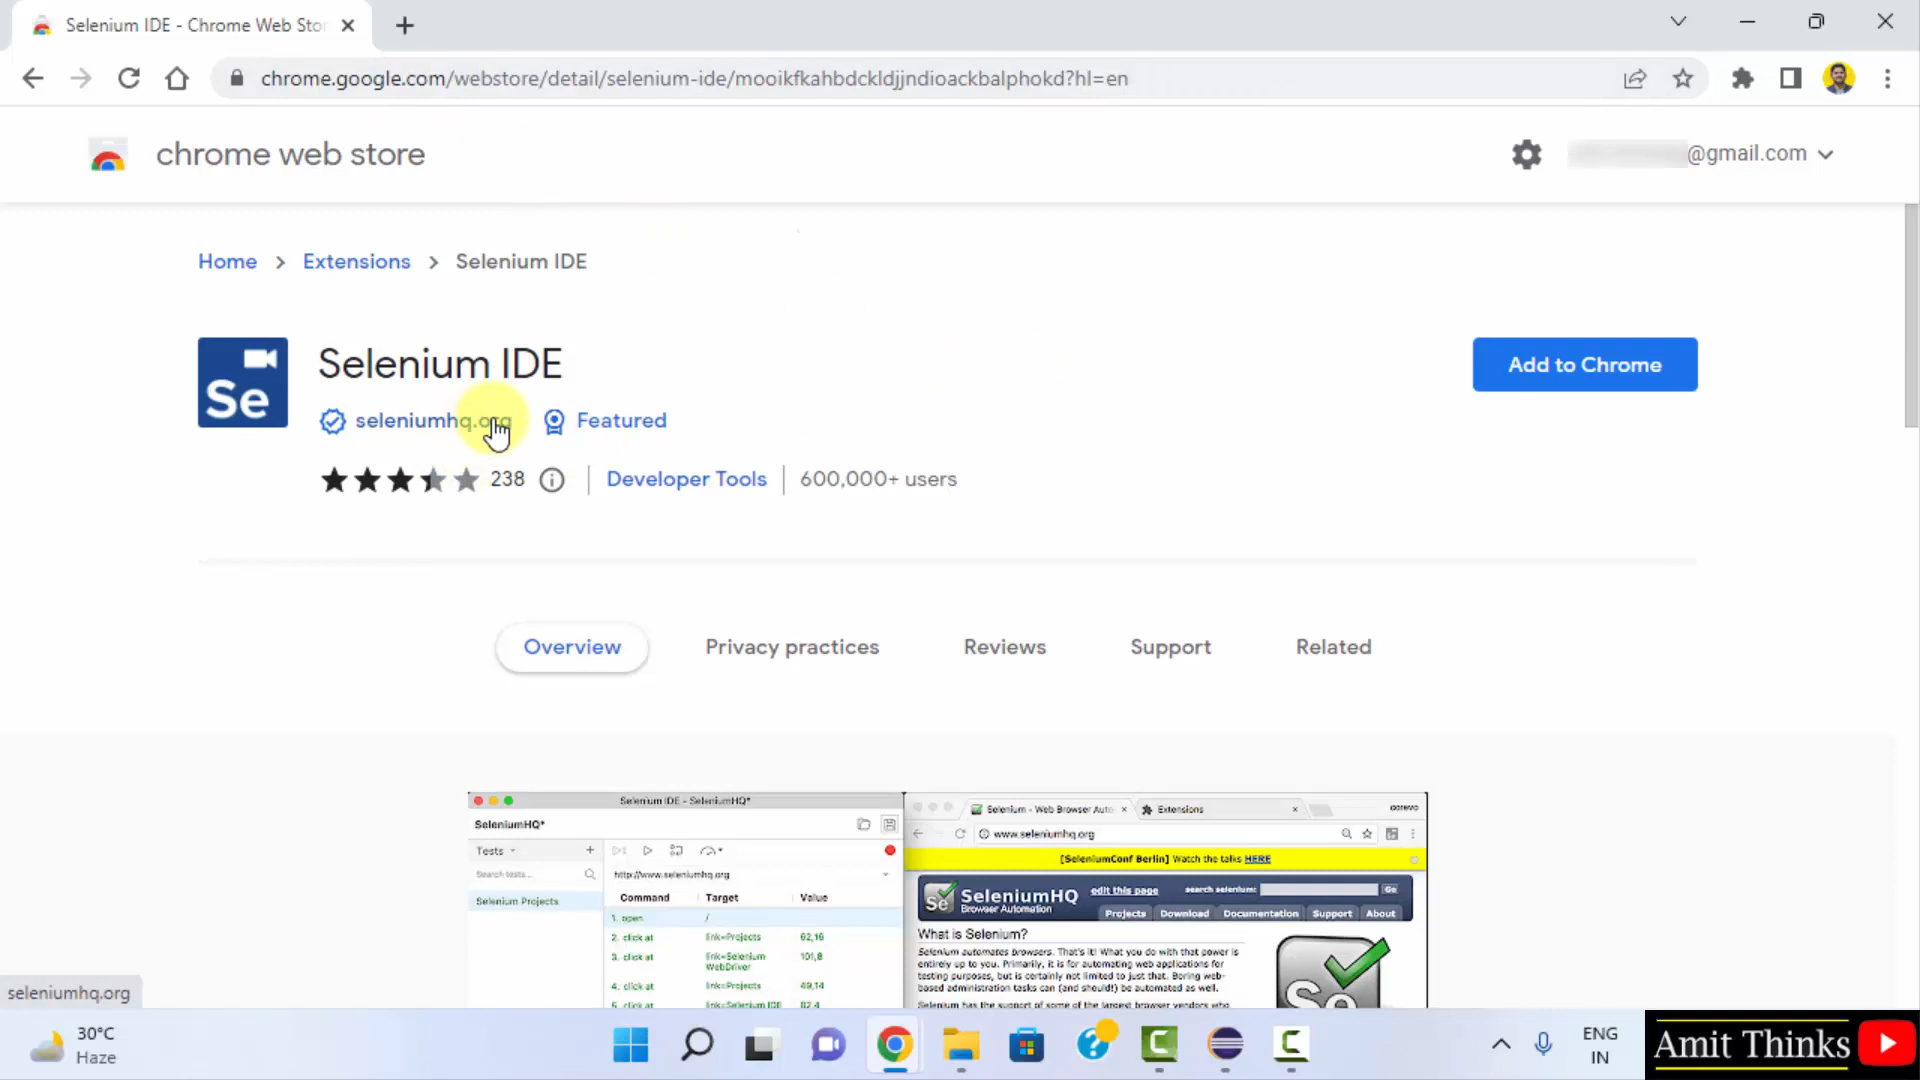 Selenium IDE - Chrome Web Stor
chrome.google.com/webstore/detail/selenium-ide/mooikfkahbdckldjjndioackbalphokd?hl=en
chrome web store
@gmail.com
Home > Extensions > Selenium IDE
Se
Selenium IDE
Add to Chrome
seleniumhq.org Featured
238 Developer Tools 600,000+ users
Overview Privacy practices Reviews Support Related
Selenium IDE - SeleniumHQ*
SeleniumHQ*
Tests
Search tests...
http://www.seleniumhq.org
Selenium Projects
Command Target Value
1. open /
2. click at link=Projects 62,16
3. click at link=Selenium WebDriver 101,8
4. click at link=Projects 49,14
5. click at link=Selenium IDE 82,4
Selenium - Web Browser Auto
Extensions
www.seleniumhq.org
[SeleniumConf Berlin] Watch the talks HERE
Se SeleniumHQ
Browser Automation
edit this page search selenium: Go
Projects Download Documentation Support About
What is Selenium?
Selenium automates browsers. That's it! What you do with that power is
entirely up to you. Primarily, it is for automating web applications for
testing purposes, but is certainly not limited to just that. Boring web-
based administration tasks can (and should!) be automated as well.
Selenium has the support of some of the largest browser vendors who
Se
seleniumhq.org
30°C
Haze
ENG
IN
Amit Thinks